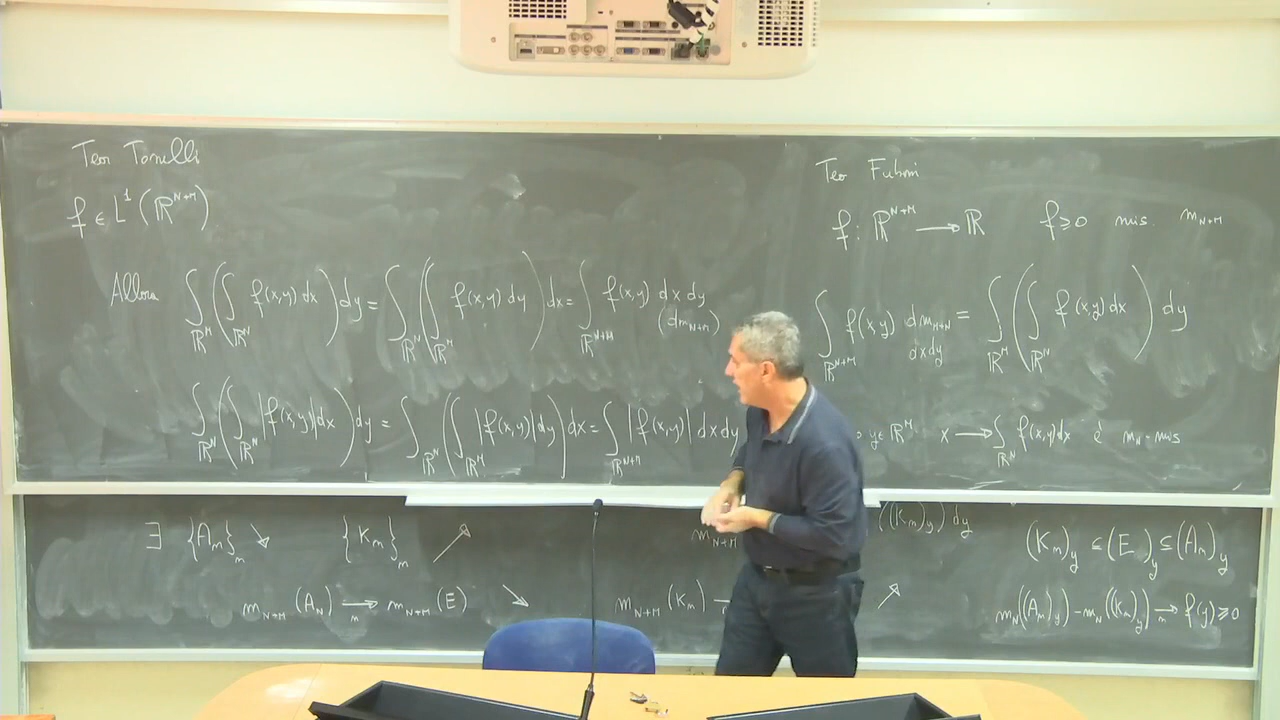 Teo Tonelli
f ∈ L¹(ℝ^{N+M})
Allora ∫_{ℝ^M} ( ∫_{ℝ^N} f(x,y) dx ) dy = ∫_{ℝ^N} ( ∫_{ℝ^M} f(x,y) dy ) dx = ∫_{ℝ^{N+M}} f(x,y) dx dy
(dm_{N+M})
∫_{ℝ^N} ( ∫_{ℝ^N} |f(x,y)| dx ) dy = ∫_{ℝ^N} ( ∫_{ℝ^M} |f(x,y)| dy ) dx = ∫_{ℝ^{N+M}} |f(x,y)| dx dy
Teo Fubini
f: ℝ^{N+M} → ℝ f ≥ 0 mis. m_{N+M}
∫_{ℝ^{N+M}} f(x,y) dm_{N+M} = ∫_{ℝ^M} ( ∫_{ℝ^N} f(x,y) dx ) dy
dx dy
y ∈ ℝ^M x → ∫_{ℝ^N} f(x,y) dx è m_N-mis
∃ {A_m}_m ↘ {K_m}_m ↗
m_{N+M} (A_N) →_m m_{N+M} (E) ↘ m_{N+M} (K_m) ↗
((K_m)_y) dy
(K_m)_y ⊆ (E)_y ⊆ (A_m)_y
m_N((A_m)_y) - m_N((K_m)_y) →_m f(y) ≥ 0